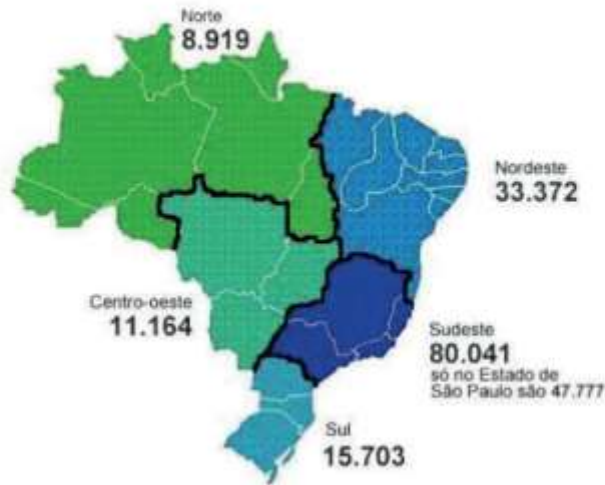 Norte
8.919
Nordeste
33.372
Centro-oeste
11.164
Sudeste
80.041
só no Estado de
São Paulo são 47.777
Sul
15.703